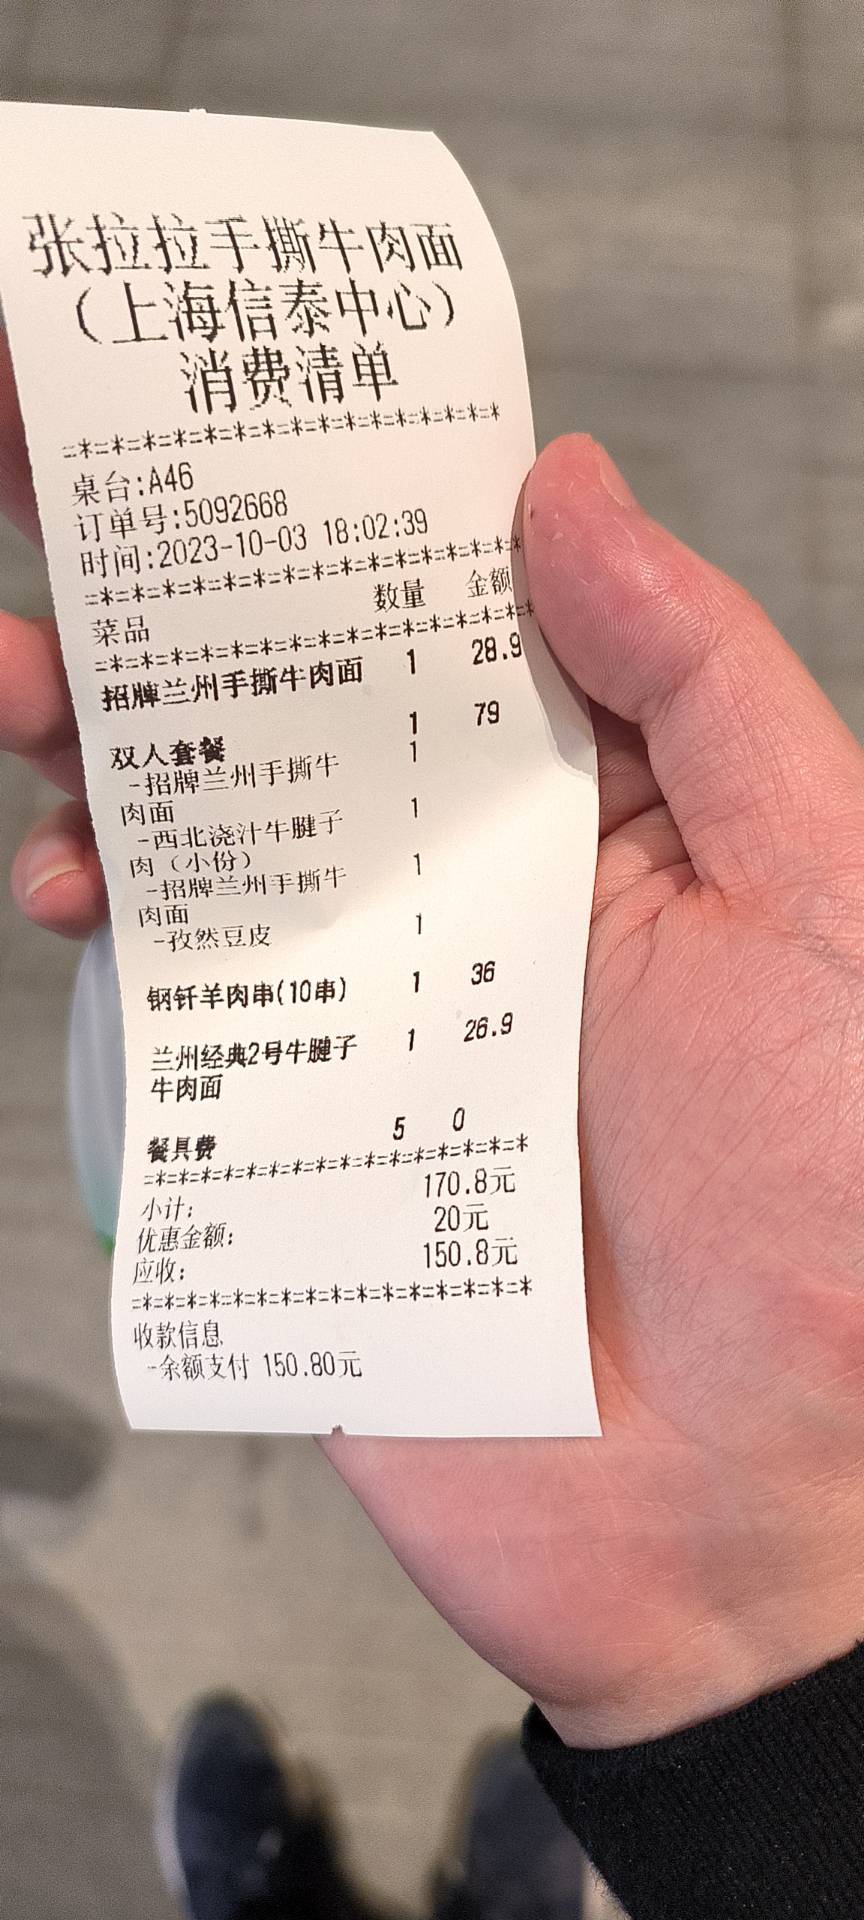 张拉拉手撕牛肉面
(上海信泰中心)
消费清单
=*=*=*=*=*=*=*=*=*=*=*=*=*=*=*
桌台:A46
订单号:5092668
时间:2023-10-03 18:02:39
=*=*=*=*=*=*=*=*=*=*=*=*=*=*=*
菜品 数量 金额
=*=*=*=*=*=*=*=*=*=*=*=*=*=*=*
招牌兰州手撕牛肉面 1 28.9
双人套餐 1 79
-招牌兰州手撕牛 1
肉面
-西北浇汁牛腱子 1
肉（小份）
-招牌兰州手撕牛 1
肉面
-孜然豆皮 1
钢钎羊肉串(10串) 1 36
兰州经典2号牛腱子 1 26.9
牛肉面
餐具费 5 0
=*=*=*=*=*=*=*=*=*=*=*=*=*=*=*
小计: 170.8元
优惠金额: 20元
应收: 150.8元
=*=*=*=*=*=*=*=*=*=*=*=*=*=*=*
收款信息
-余额支付 150.80元